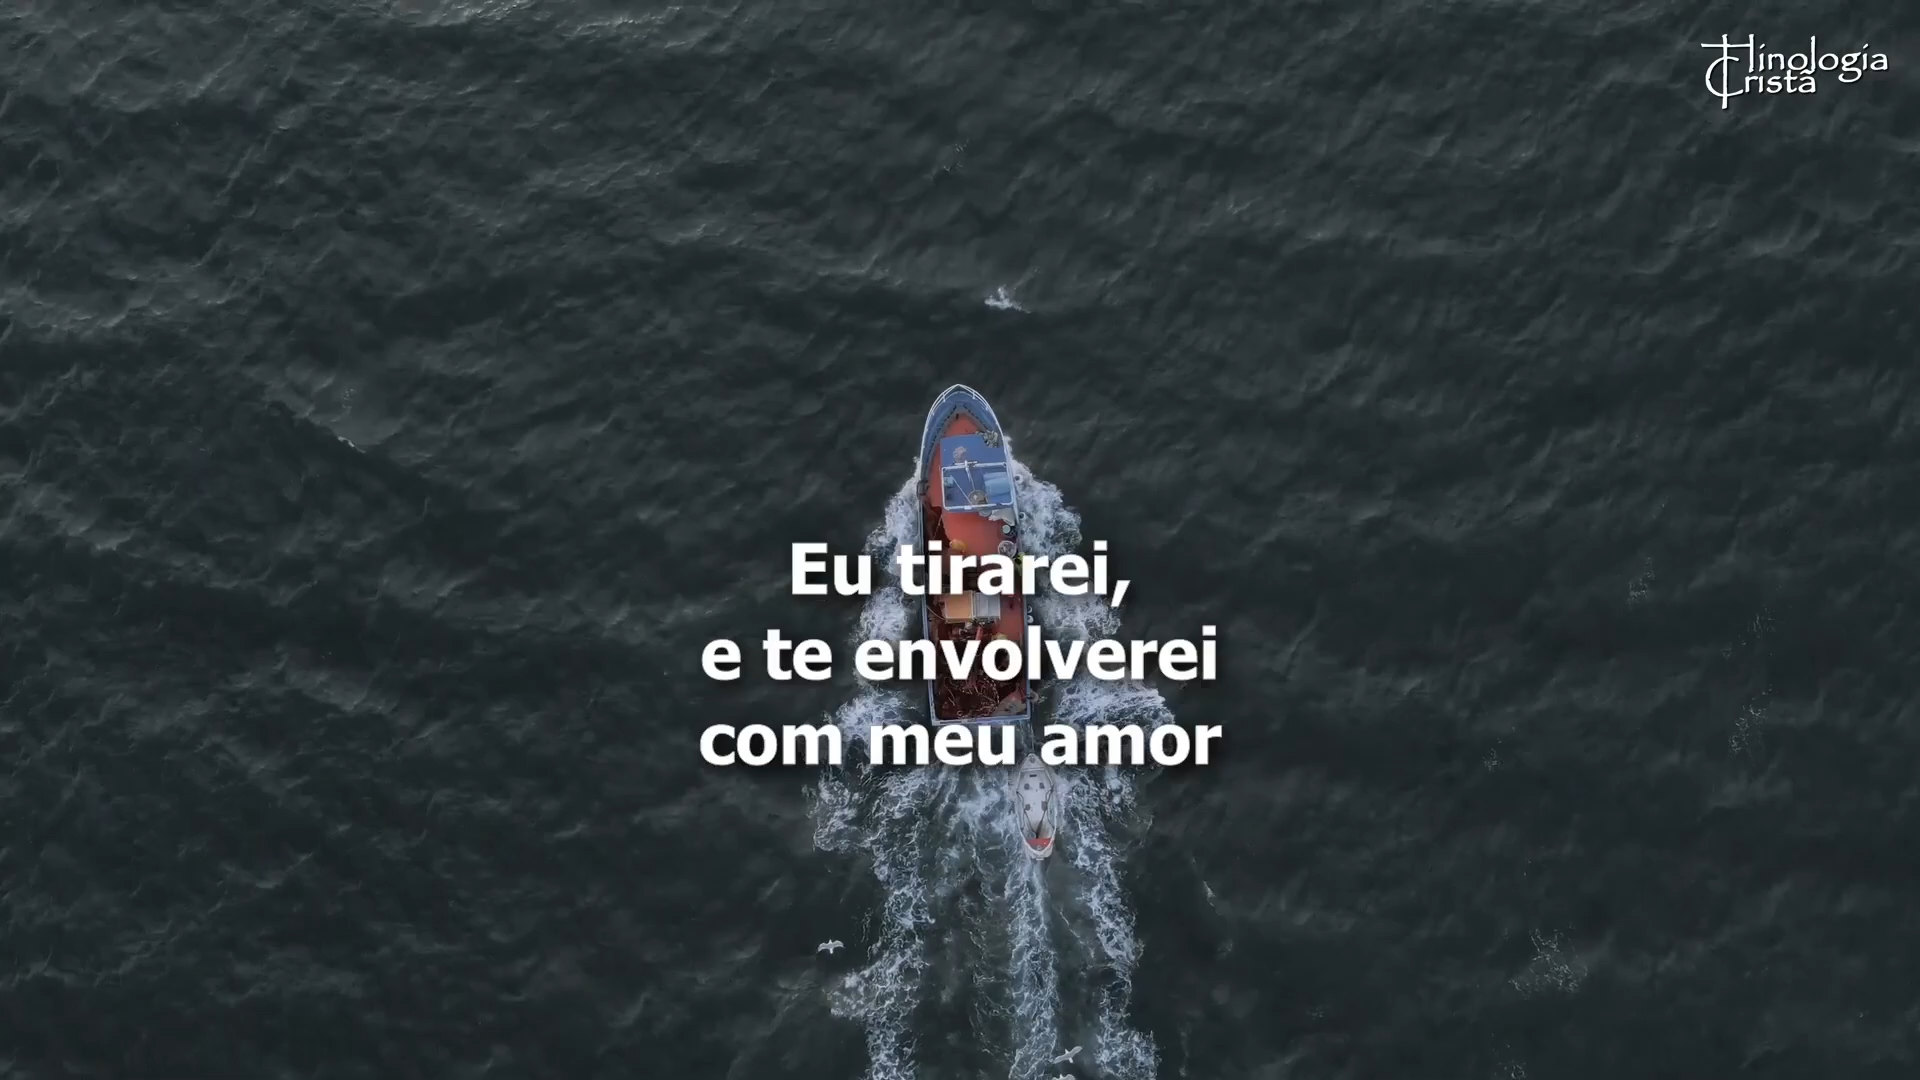 Hinologia
Cristã
Eu tirarei,
e te envolverei
com meu amor